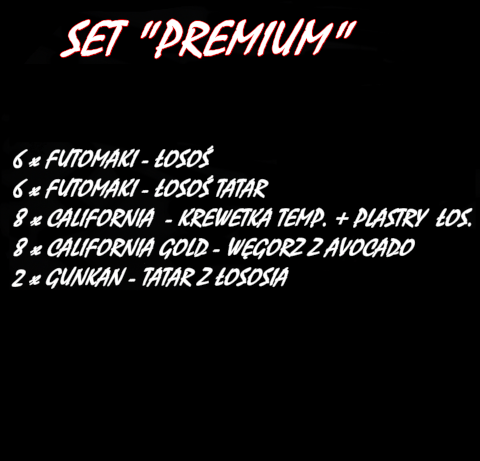 SET "PREMIUM"
6 x FUTOMAKI - ŁOSOŚ
6 x FUTOMAKI - ŁOSOŚ TATAR
8 x CALIFORNIA - KREWETKA TEMP. + PLASTRY ŁOS.
8 x CALIFORNIA GOLD - WĘGORZ Z AVOCADO
2 x GUNKAN - TATAR Z ŁOSOSIA